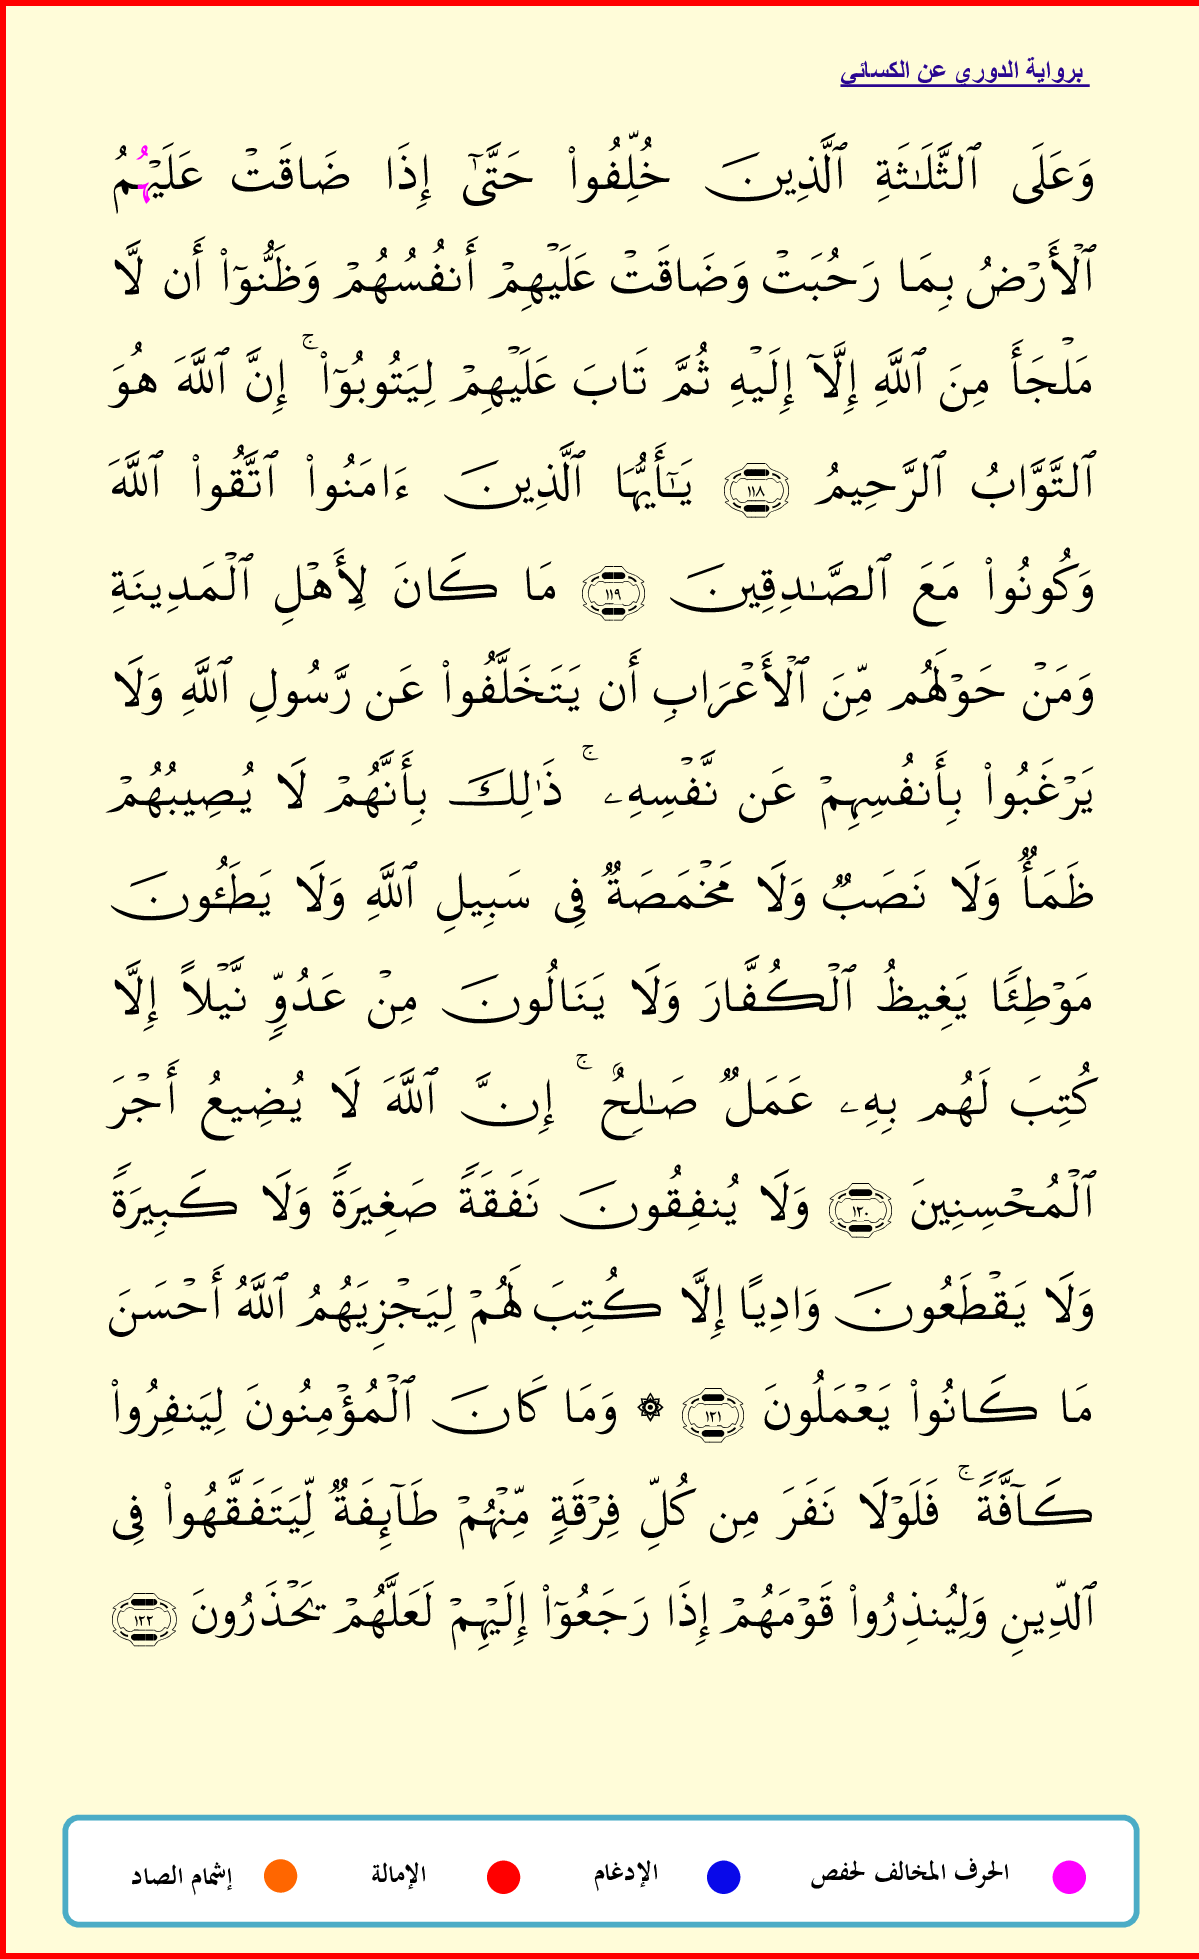 برواية الدوري عن الكسائي
وَعَلَى ٱلثَّلَـٰثَةِ ٱلَّذِينَ خُلِّفُوا۟ حَتَّىٰٓ إِذَا ضَاقَتْ عَلَيْهُمُ
ٱلْأَرْضُ بِمَا رَحُبَتْ وَضَاقَتْ عَلَيْهِمْ أَنفُسُهُمْ وَظَنُّوٓا۟ أَن لَّا
مَلْجَأَ مِنَ ٱللَّهِ إِلَّآ إِلَيْهِ ثُمَّ تَابَ عَلَيْهِمْ لِيَتُوبُوٓا۟ ۚ إِنَّ ٱللَّهَ هُوَ
ٱلتَّوَّابُ ٱلرَّحِيمُ ١١٨ يَـٰٓأَيُّهَا ٱلَّذِينَ ءَامَنُوا۟ ٱتَّقُوا۟ ٱللَّهَ
وَكُونُوا۟ مَعَ ٱلصَّـٰدِقِينَ ١١٩ مَا كَانَ لِأَهْلِ ٱلْمَدِينَةِ
وَمَنْ حَوْلَهُم مِّنَ ٱلْأَعْرَابِ أَن يَتَخَلَّفُوا۟ عَن رَّسُولِ ٱللَّهِ وَلَا
يَرْغَبُوا۟ بِأَنفُسِهِمْ عَن نَّفْسِهِۦ ۚ ذَٰلِكَ بِأَنَّهُمْ لَا يُصِيبُهُمْ
ظَمَأٌ وَلَا نَصَبٌ وَلَا مَخْمَصَةٌ فِى سَبِيلِ ٱللَّهِ وَلَا يَطَـُٔونَ
مَوْطِئًا يَغِيظُ ٱلْكُفَّارَ وَلَا يَنَالُونَ مِنْ عَدُوٍّ نَّيْلًا إِلَّا
كُتِبَ لَهُم بِهِۦ عَمَلٌ صَـٰلِحٌ ۚ إِنَّ ٱللَّهَ لَا يُضِيعُ أَجْرَ
ٱلْمُحْسِنِينَ ١٢٠ وَلَا يُنفِقُونَ نَفَقَةً صَغِيرَةً وَلَا كَبِيرَةً
وَلَا يَقْطَعُونَ وَادِيًا إِلَّا كُتِبَ لَهُمْ لِيَجْزِيَهُمُ ٱللَّهُ أَحْسَنَ
مَا كَانُوا۟ يَعْمَلُونَ ١٢١ ۞ وَمَا كَانَ ٱلْمُؤْمِنُونَ لِيَنفِرُوا۟
كَآفَّةً ۚ فَلَوْلَا نَفَرَ مِن كُلِّ فِرْقَةٍ مِّنْهُمْ طَآئِفَةٌ لِّيَتَفَقَّهُوا۟ فِى
ٱلدِّينِ وَلِيُنذِرُوا۟ قَوْمَهُمْ إِذَا رَجَعُوٓا۟ إِلَيْهِمْ لَعَلَّهُمْ يَحْذَرُونَ ١٢٢
الحرف المخالف لحفص الإدغام الإمالة إشمام الصاد